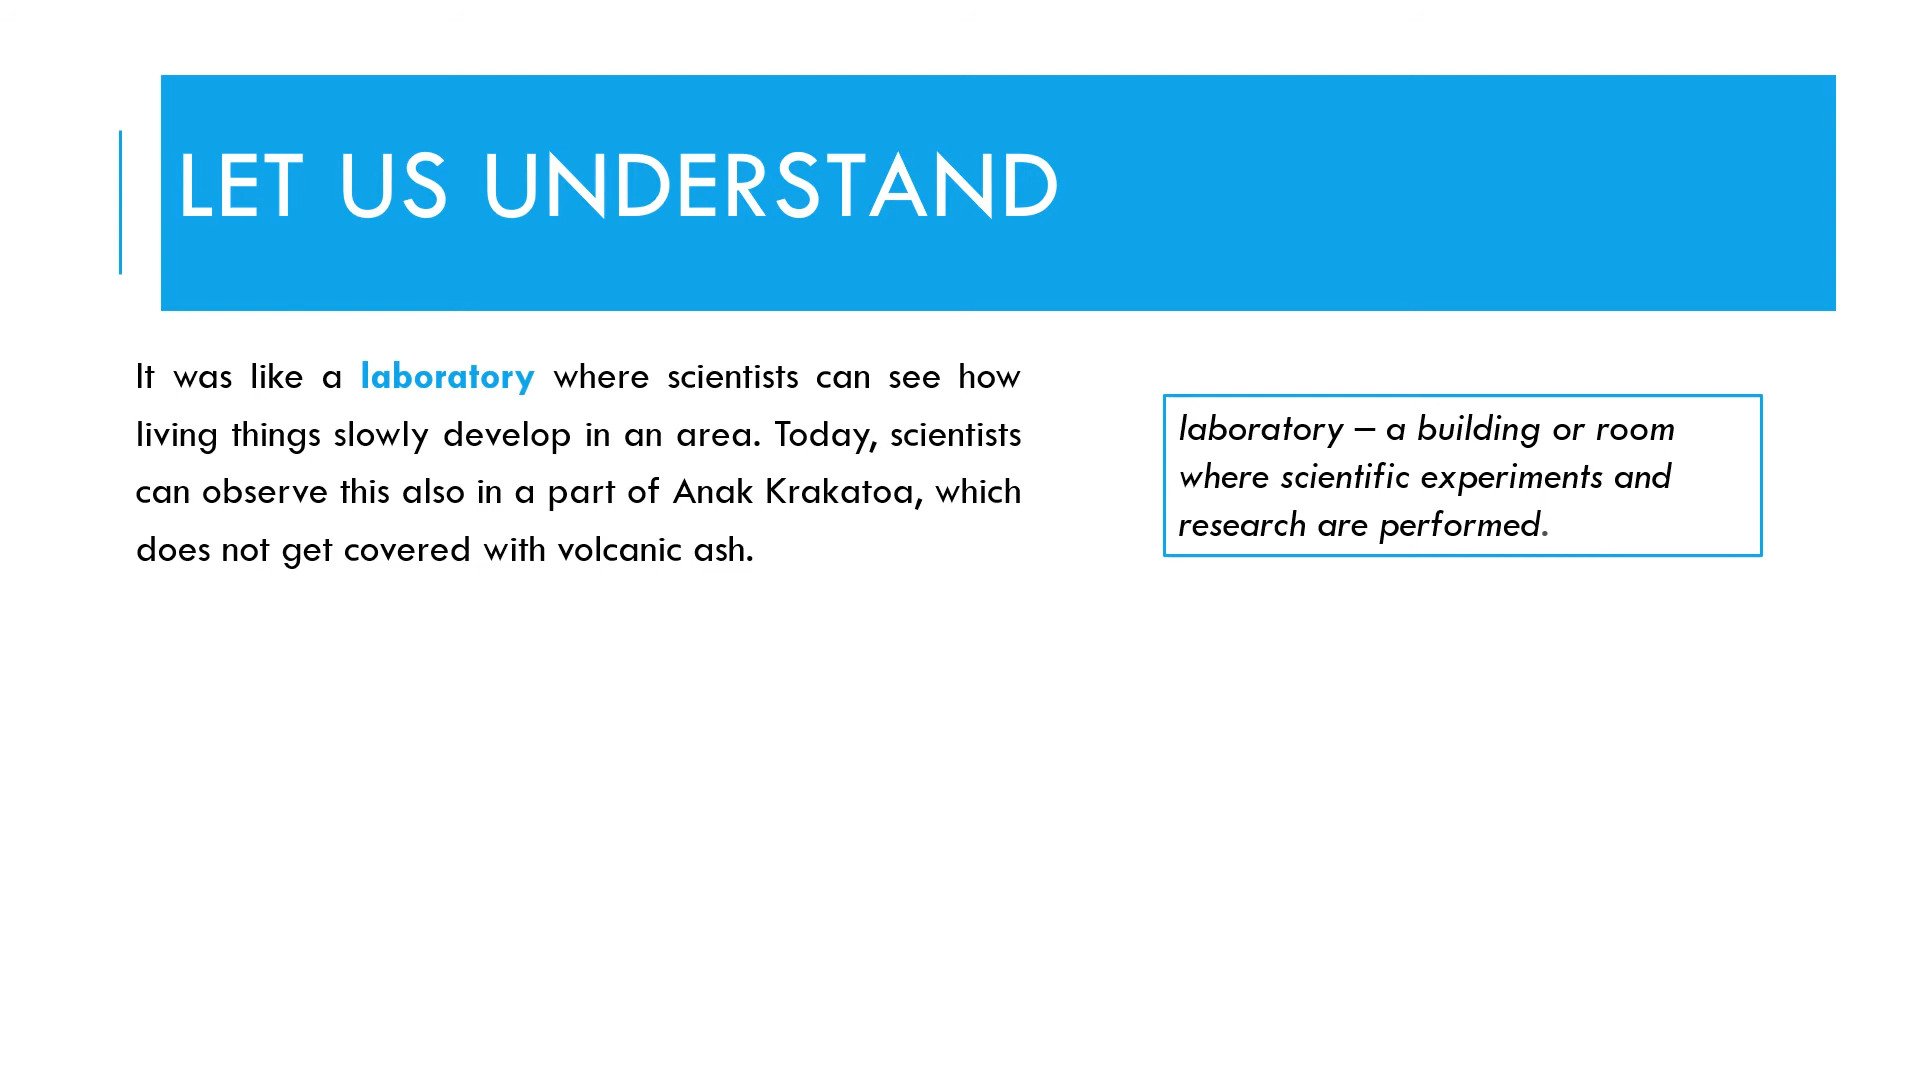 LET US UNDERSTAND
It was like a laboratory where scientists can see how
living things slowly develop in an area. Today, scientists
can observe this also in a part of Anak Krakatoa, which
does not get covered with volcanic ash.
laboratory – a building or room
where scientific experiments and
research are performed.